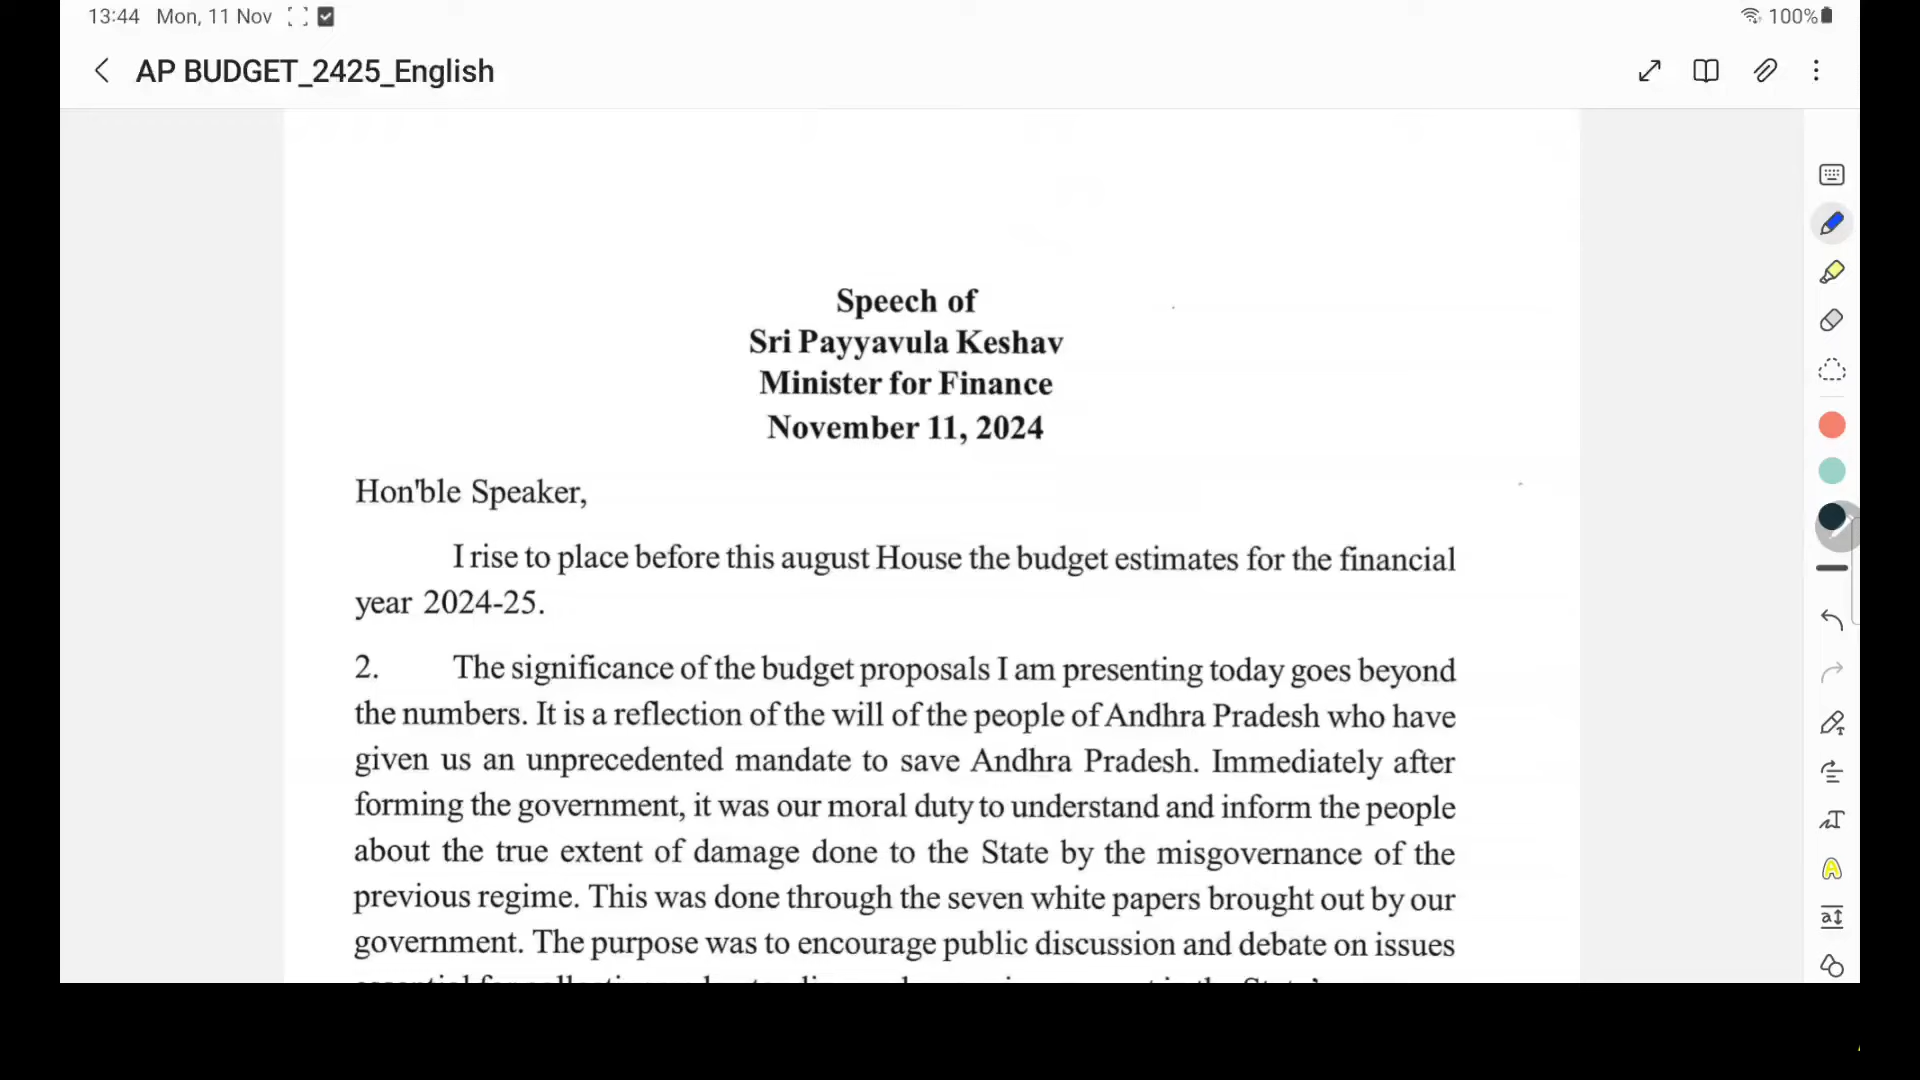 13:44 Mon, 11 Nov
100%
AP BUDGET_2425_English
Speech of
Sri Payyavula Keshav
Minister for Finance
November 11, 2024
Hon'ble Speaker,
I rise to place before this august House the budget estimates for the financial
year 2024-25.
2. The significance of the budget proposals I am presenting today goes beyond
the numbers. It is a reflection of the will of the people of Andhra Pradesh who have
given us an unprecedented mandate to save Andhra Pradesh. Immediately after
forming the government, it was our moral duty to understand and inform the people
about the true extent of damage done to the State by the misgovernance of the
previous regime. This was done through the seven white papers brought out by our
government. The purpose was to encourage public discussion and debate on issues